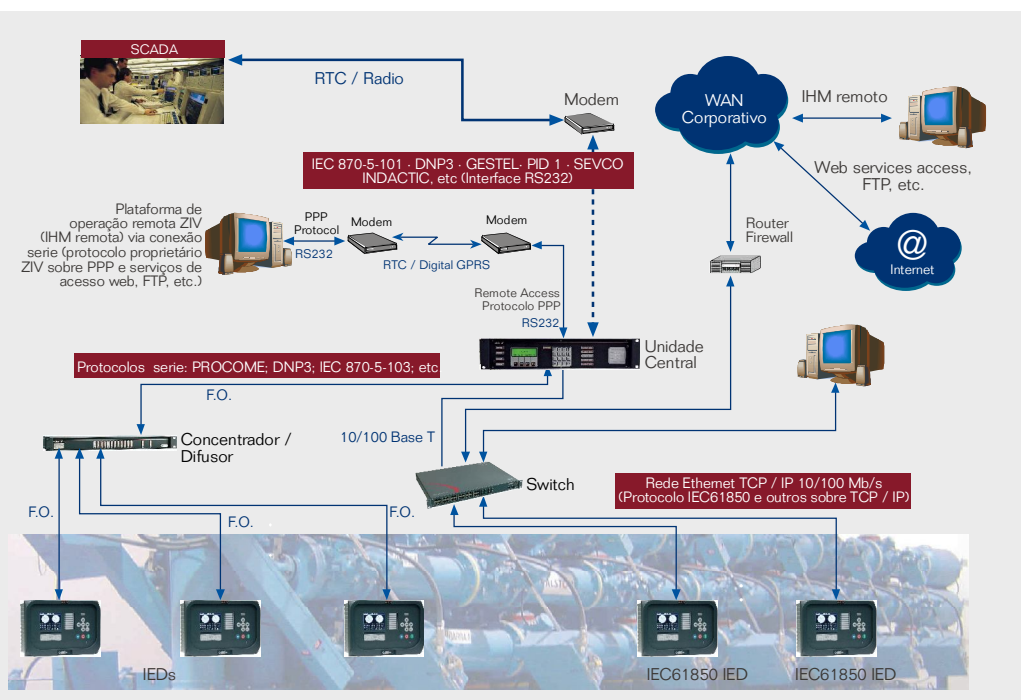 SCADA
RTC / Radio
Modem
WAN
Corporativo
IHM remoto
IEC 870-5-101 · DNP3 · GESTEL· PID 1 · SEVCO
INDACTIC, etc (Interface RS232)
Web services access,
FTP, etc.
Plataforma de
operação remota ZIV
(IHM remota) via conexão
serie (protocolo proprietário
ZIV sobre PPP e serviços de
acesso web, FTP, etc.)
PPP
Protocol
RS232
Modem
Modem
RTC / Digital GPRS
Router
Firewall
@
Internet
Remote Access
Protocolo PPP
RS232
Unidade
Central
Protocolos serie: PROCOME; DNP3; IEC 870-5-103; etc
F.O.
Concentrador /
Difusor
10/100 Base T
Switch
Rede Ethernet TCP / IP 10/100 Mb/s
(Protocolo IEC61850 e outros sobre TCP / IP)
F.O.
F.O.
F.O.
IEDs
IEC61850 IED
IEC61850 IED